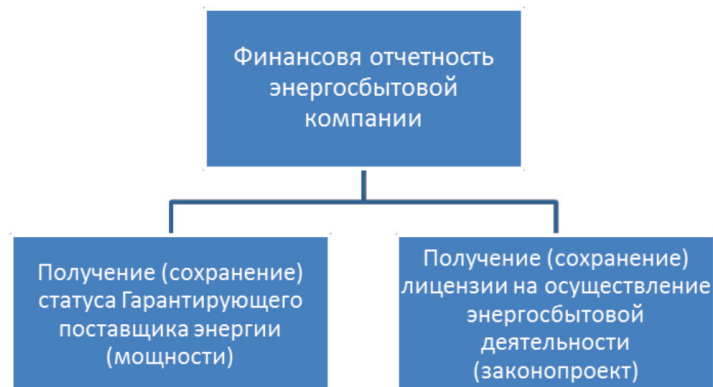 Финансовя отчетность
энергосбытовой
компании
Получение (сохранение)
статуса Гарантирующего
поставщика энергии
(мощности)
Получение (сохранение)
лицензии на осуществление
энергосбытовой
деятельности
(законопроект)